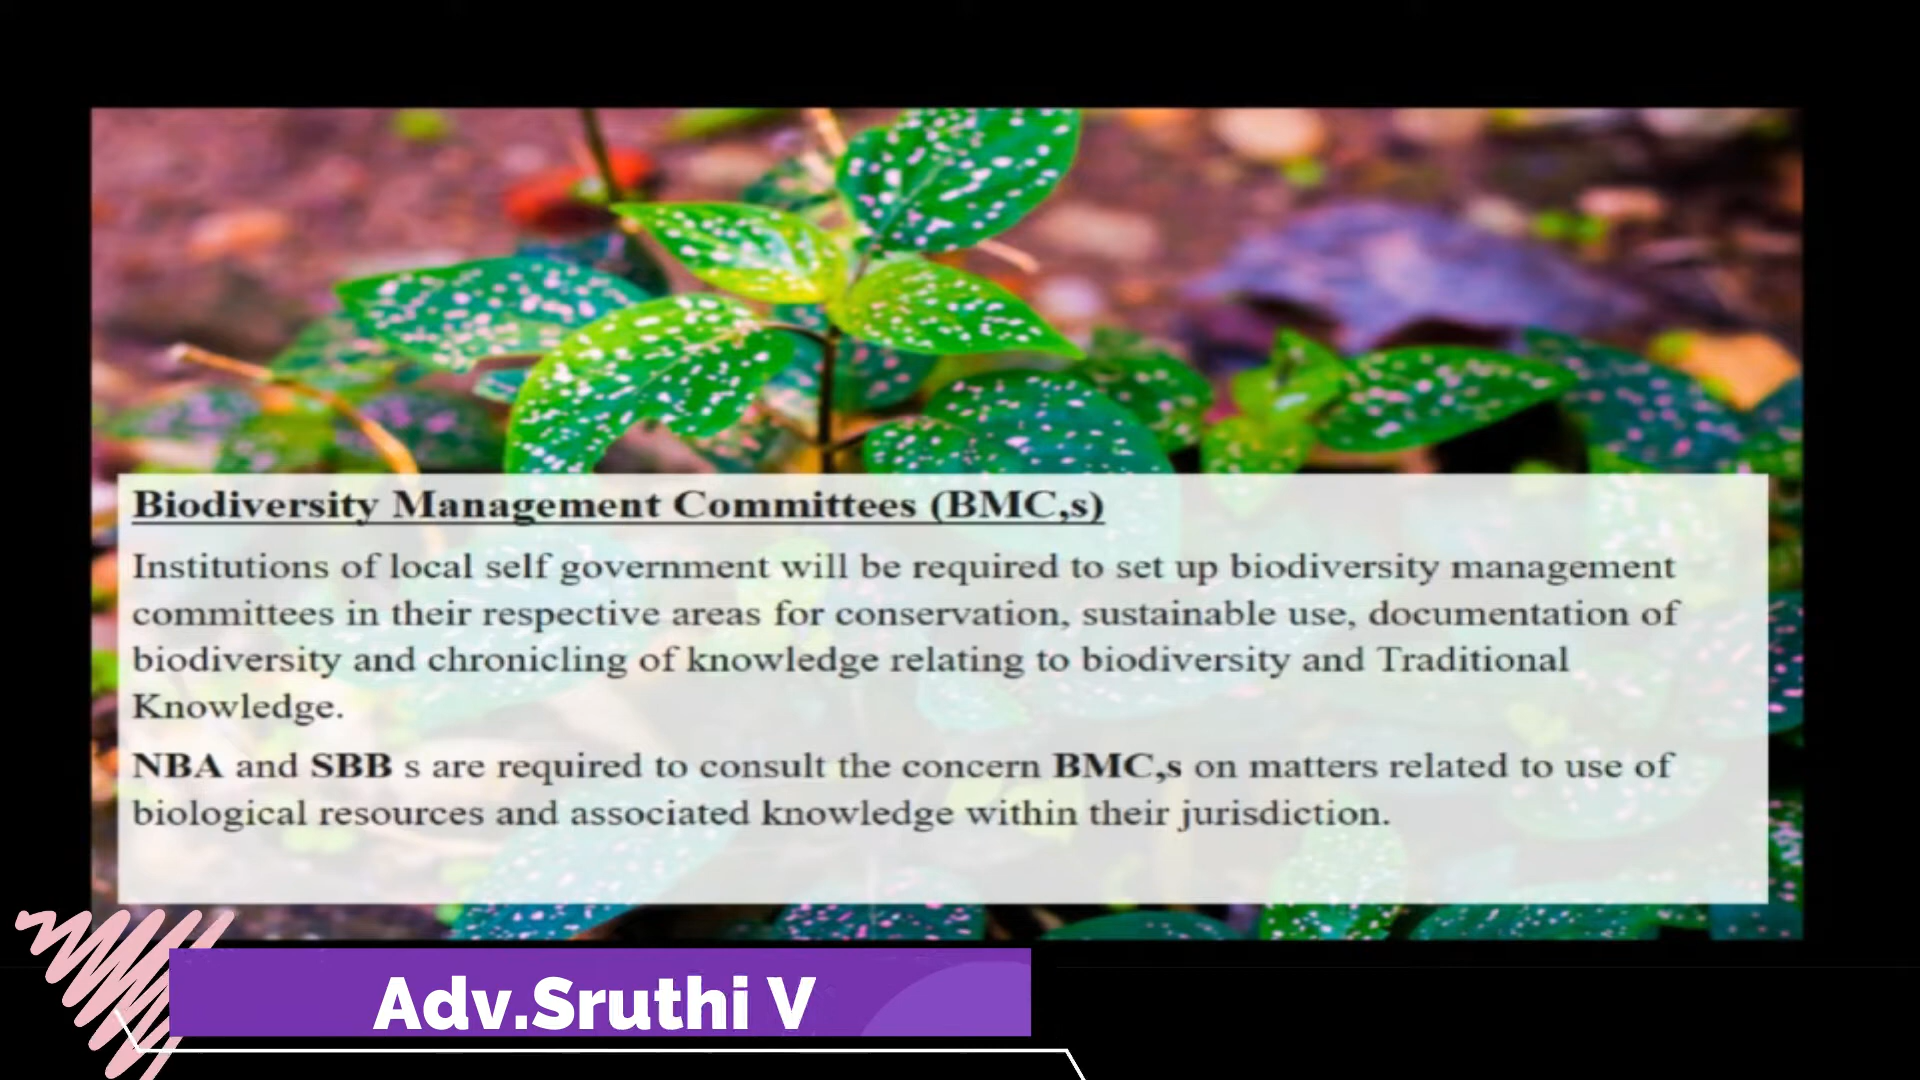 Biodiversity Management Committees (BMC,s)
Institutions of local self government will be required to set up biodiversity management
committees in their respective areas for conservation, sustainable use, documentation of
biodiversity and chronicling of knowledge relating to biodiversity and Traditional
Knowledge.
NBA and SBB s are required to consult the concern BMC,s on matters related to use of
biological resources and associated knowledge within their jurisdiction.
Adv.Sruthi V